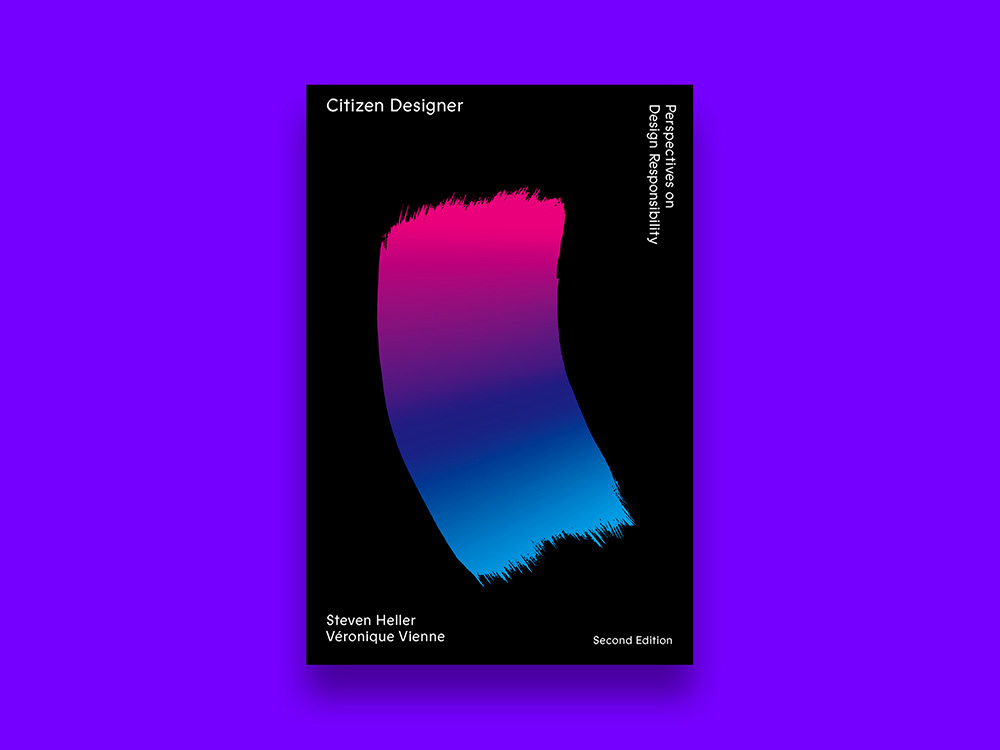 Citizen Designer
Perspectives on
Design Responsibility
Steven Heller
Véronique Vienne
Second Edition